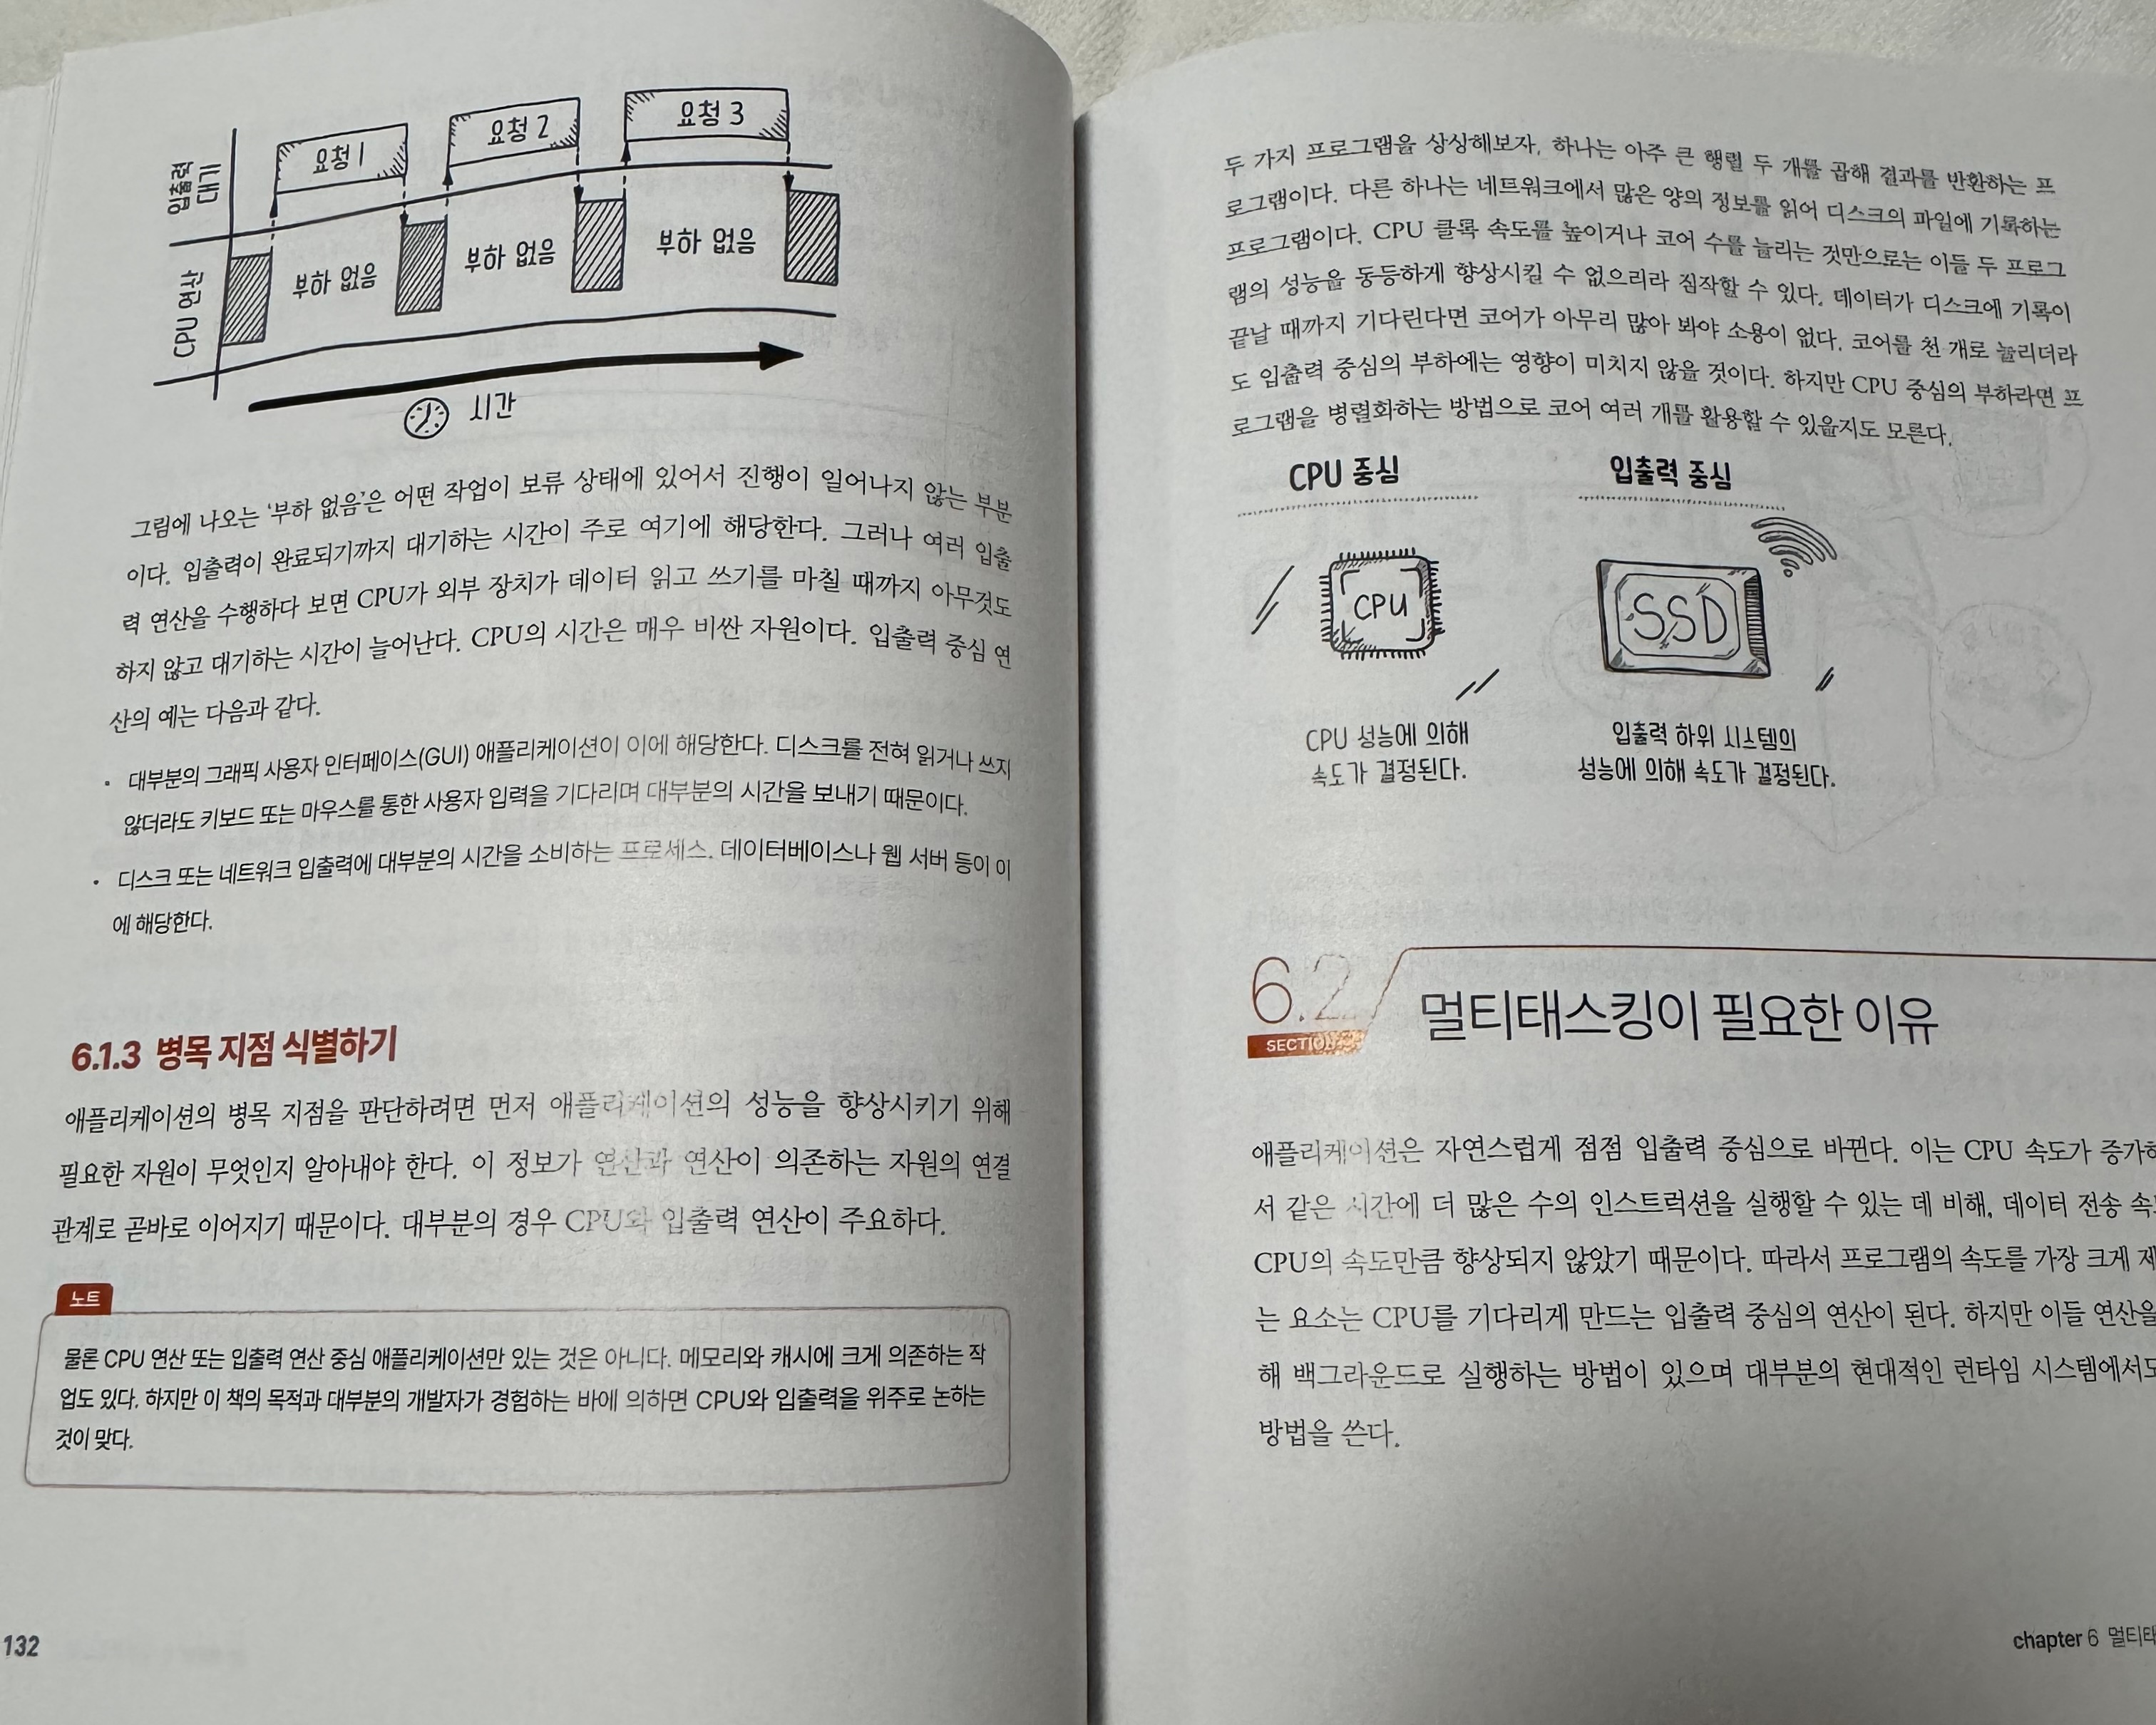 입출력
대기
요청 1
요청 2
요청 3
CPU 연산
부하 없음
부하 없음
부하 없음
시간
그림에 나오는 '부하 없음'은 어떤 작업이 보류 상태에 있어서 진행이 일어나지 않는 부분
이다. 입출력이 완료되기까지 대기하는 시간이 주로 여기에 해당한다. 그러나 여러 입출
력 연산을 수행하다 보면 CPU가 외부 장치가 데이터 읽고 쓰기를 마칠 때까지 아무것도
하지 않고 대기하는 시간이 늘어난다. CPU의 시간은 매우 비싼 자원이다. 입출력 중심 연
산의 예는 다음과 같다.
• 대부분의 그래픽 사용자 인터페이스(GUI) 애플리케이션이 이에 해당한다. 디스크를 전혀 읽거나 쓰지
않더라도 키보드 또는 마우스를 통한 사용자 입력을 기다리며 대부분의 시간을 보내기 때문이다.
• 디스크 또는 네트워크 입출력에 대부분의 시간을 소비하는 프로세스. 데이터베이스나 웹 서버 등이 이
에 해당한다.
6.1.3 병목 지점 식별하기
애플리케이션의 병목 지점을 판단하려면 먼저 애플리케이션의 성능을 향상시키기 위해
필요한 자원이 무엇인지 알아내야 한다. 이 정보가 연산과 연산이 의존하는 자원의 연결
관계로 곧바로 이어지기 때문이다. 대부분의 경우 CPU와 입출력 연산이 주요하다.
노트
물론 CPU 연산 또는 입출력 연산 중심 애플리케이션만 있는 것은 아니다. 메모리와 캐시에 크게 의존하는 작
업도 있다. 하지만 이 책의 목적과 대부분의 개발자가 경험하는 바에 의하면 CPU와 입출력을 위주로 논하는
것이 맞다.
132
두 가지 프로그램을 상상해보자. 하나는 아주 큰 행렬 두 개를 곱해 결과를 반환하는 프
로그램이다. 다른 하나는 네트워크에서 많은 양의 정보를 읽어 디스크의 파일에 기록하는
프로그램이다. CPU 클록 속도를 높이거나 코어 수를 늘리는 것만으로는 이들 두 프로그
램의 성능을 동등하게 향상시킬 수 없으리라 짐작할 수 있다. 데이터가 디스크에 기록이
끝날 때까지 기다린다면 코어가 아무리 많아 봐야 소용이 없다. 코어를 천 개로 늘리더라
도 입출력 중심의 부하에는 영향이 미치지 않을 것이다. 하지만 CPU 중심의 부하라면 프
로그램을 병렬화하는 방법으로 코어 여러 개를 활용할 수 있을지도 모른다.
CPU 중심
입출력 중심
CPU
SSD
CPU 성능에 의해
속도가 결정된다.
입출력 하위 시스템의
성능에 의해 속도가 결정된다.
6.2
SECTION
멀티태스킹이 필요한 이유
애플리케이션은 자연스럽게 점점 입출력 중심으로 바뀐다. 이는 CPU 속도가
서 같은 시간에 더 많은 수의 인스트럭션을 실행할 수 있는 데 비해, 데이터 전송
CPU의 속도만큼 향상되지 않았기 때문이다. 따라서 프로그램의 속도를 가장 크게
는 요소는 CPU를 기다리게 만드는 입출력 중심의 연산이 된다. 하지만 이들 연산을
해 백그라운드로 실행하는 방법이 있으며 대부분의 현대적인 런타임 시스템에서도
방법을 쓴다.
chapter 6